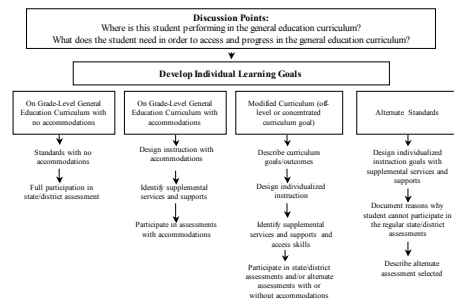 Discussion Points:
Where is this student performing in the general education curriculum?
What does the student need in order to access and progress in the general education curriculum?
Develop Individual Learning Goals
On Grade-Level General
Education Curriculum with
no accommodations
Standards with no
accommodations
Full participation in
state/district assessment
On Grade-Level General
Education Curriculum with
accommodations
Design instruction with
accommodations
Identify supplemental
services and supports
Participate in assessments
with accommodations
Modified Curriculum (off-
level or concentrated
curriculum goal)
Describe curriculum
goals/outcomes
Design individualized
instruction
Identify supplemental
services and supports and
access skills
Participate in state/district
assessments and/or alternate
assessments with or
without accommodations
Alternate Standards
Design individualized
instruction goals with
supplemental services and
supports
Document reasons why
student cannot participate in
the regular state/district
assessments
Describe alternate
assessment selected